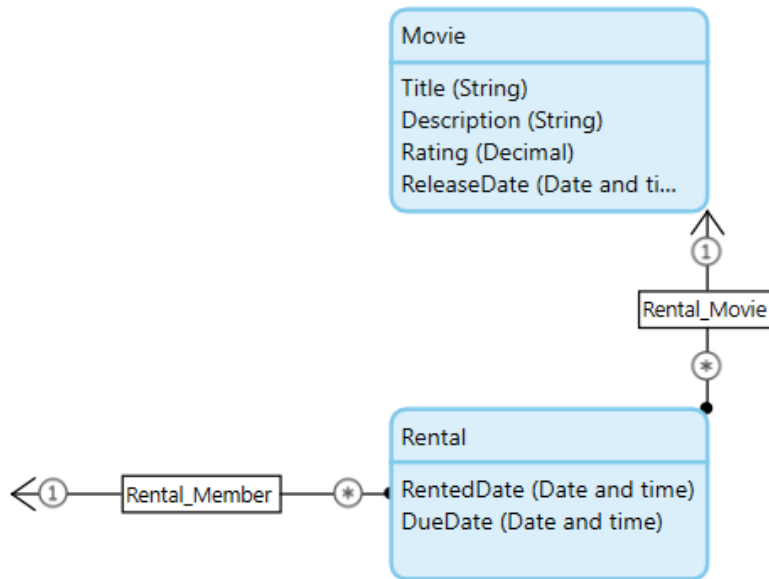 Movie
Title (String)
Description (String)
Rating (Decimal)
ReleaseDate (Date and ti...
1
Rental_Movie
*
Rental
RentedDate (Date and time)
DueDate (Date and time)
1
Rental_Member
*